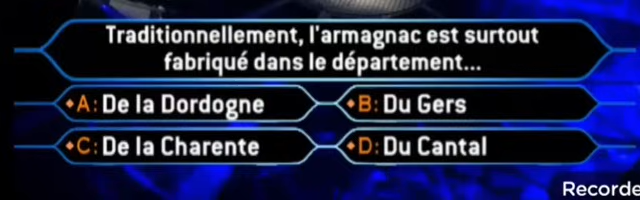 Traditionnellement, l'armagnac est surtout
fabriqué dans le département...
A: De la Dordogne
B: Du Gers
C: De la Charente
D: Du Cantal
Recorde